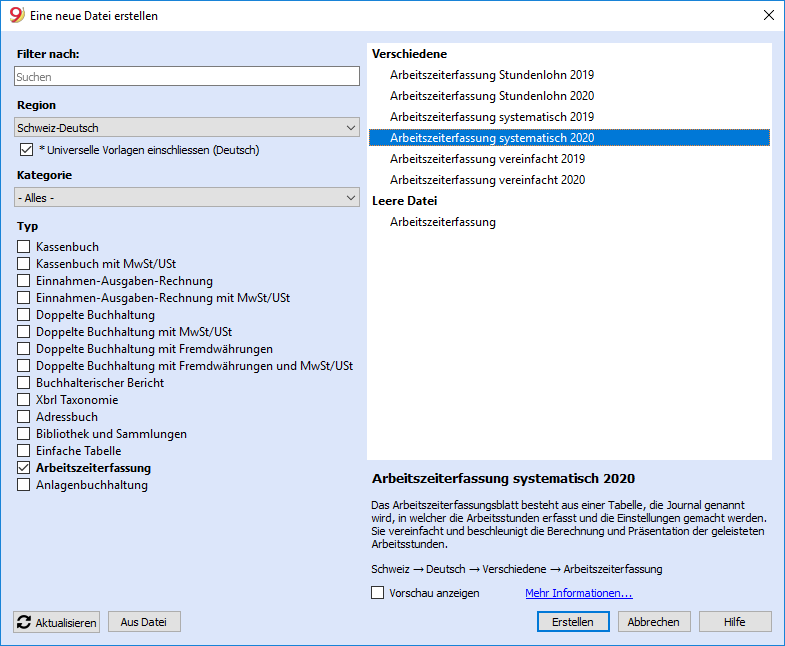 Eine neue Datei erstellen
Filter nach:
Suchen
Region
Schweiz-Deutsch
* Universelle Vorlagen einschliessen (Deutsch)
Kategorie
- Alles -
Typ
Kassenbuch
Kassenbuch mit MwSt/USt
Einnahmen-Ausgaben-Rechnung
Einnahmen-Ausgaben-Rechnung mit MwSt/USt
Doppelte Buchhaltung
Doppelte Buchhaltung mit MwSt/USt
Doppelte Buchhaltung mit Fremdwährungen
Doppelte Buchhaltung mit Fremdwährungen und MwSt/USt
Buchhalterischer Bericht
Xbrl Taxonomie
Adressbuch
Bibliothek und Sammlungen
Einfache Tabelle
Arbeitszeiterfassung
Anlagenbuchhaltung
Aktualisieren
Aus Datei
Verschiedene
Arbeitszeiterfassung Stundenlohn 2019
Arbeitszeiterfassung Stundenlohn 2020
Arbeitszeiterfassung systematisch 2019
Arbeitszeiterfassung systematisch 2020
Arbeitszeiterfassung vereinfacht 2019
Arbeitszeiterfassung vereinfacht 2020
Leere Datei
Arbeitszeiterfassung
Arbeitszeiterfassung systematisch 2020
Das Arbeitszeiterfassungsblatt besteht aus einer Tabelle, die Journal genannt
wird, in welcher die Arbeitsstunden erfasst und die Einstellungen gemacht werden.
Sie vereinfacht und beschleunigt die Berechnung und Präsentation der geleisteten
Arbeitsstunden.
Schweiz → Deutsch → Verschiedene → Arbeitszeiterfassung
Vorschau anzeigen
Mehr Informationen...
Erstellen
Abbrechen
Hilfe